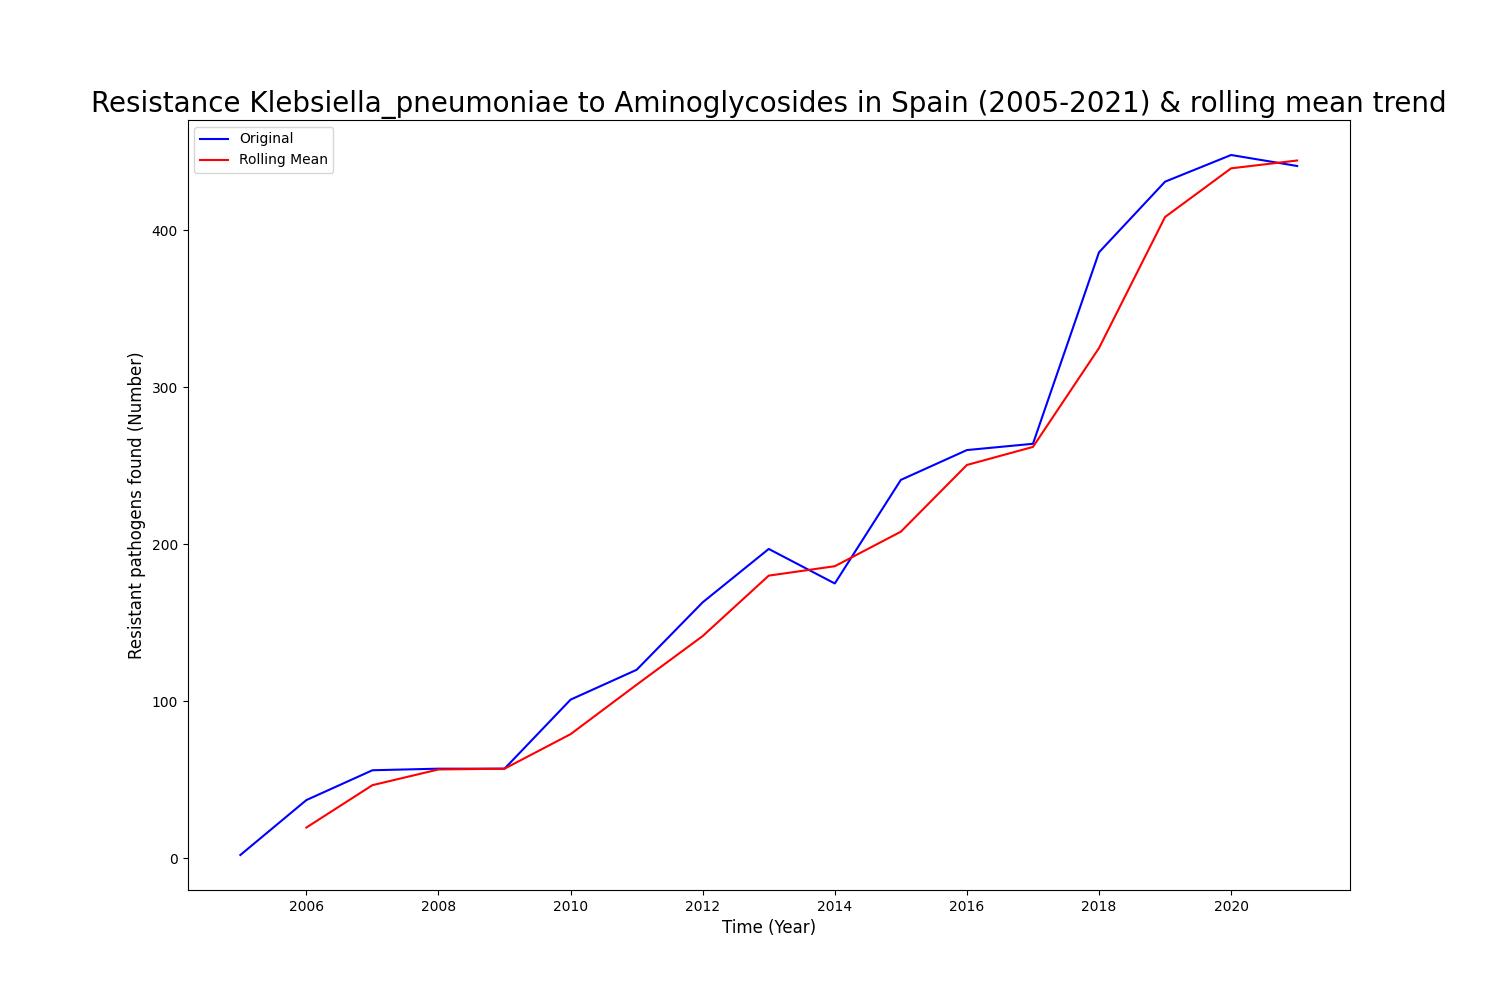 Resistance Klebsiella_pneumoniae to Aminoglycosides in Spain (2005-2021) & rolling mean trend
Original
Rolling Mean
Resistant pathogens found (Number)
400
300
200
100
0
2006 2008 2010 2012 2014 2016 2018 2020
Time (Year)